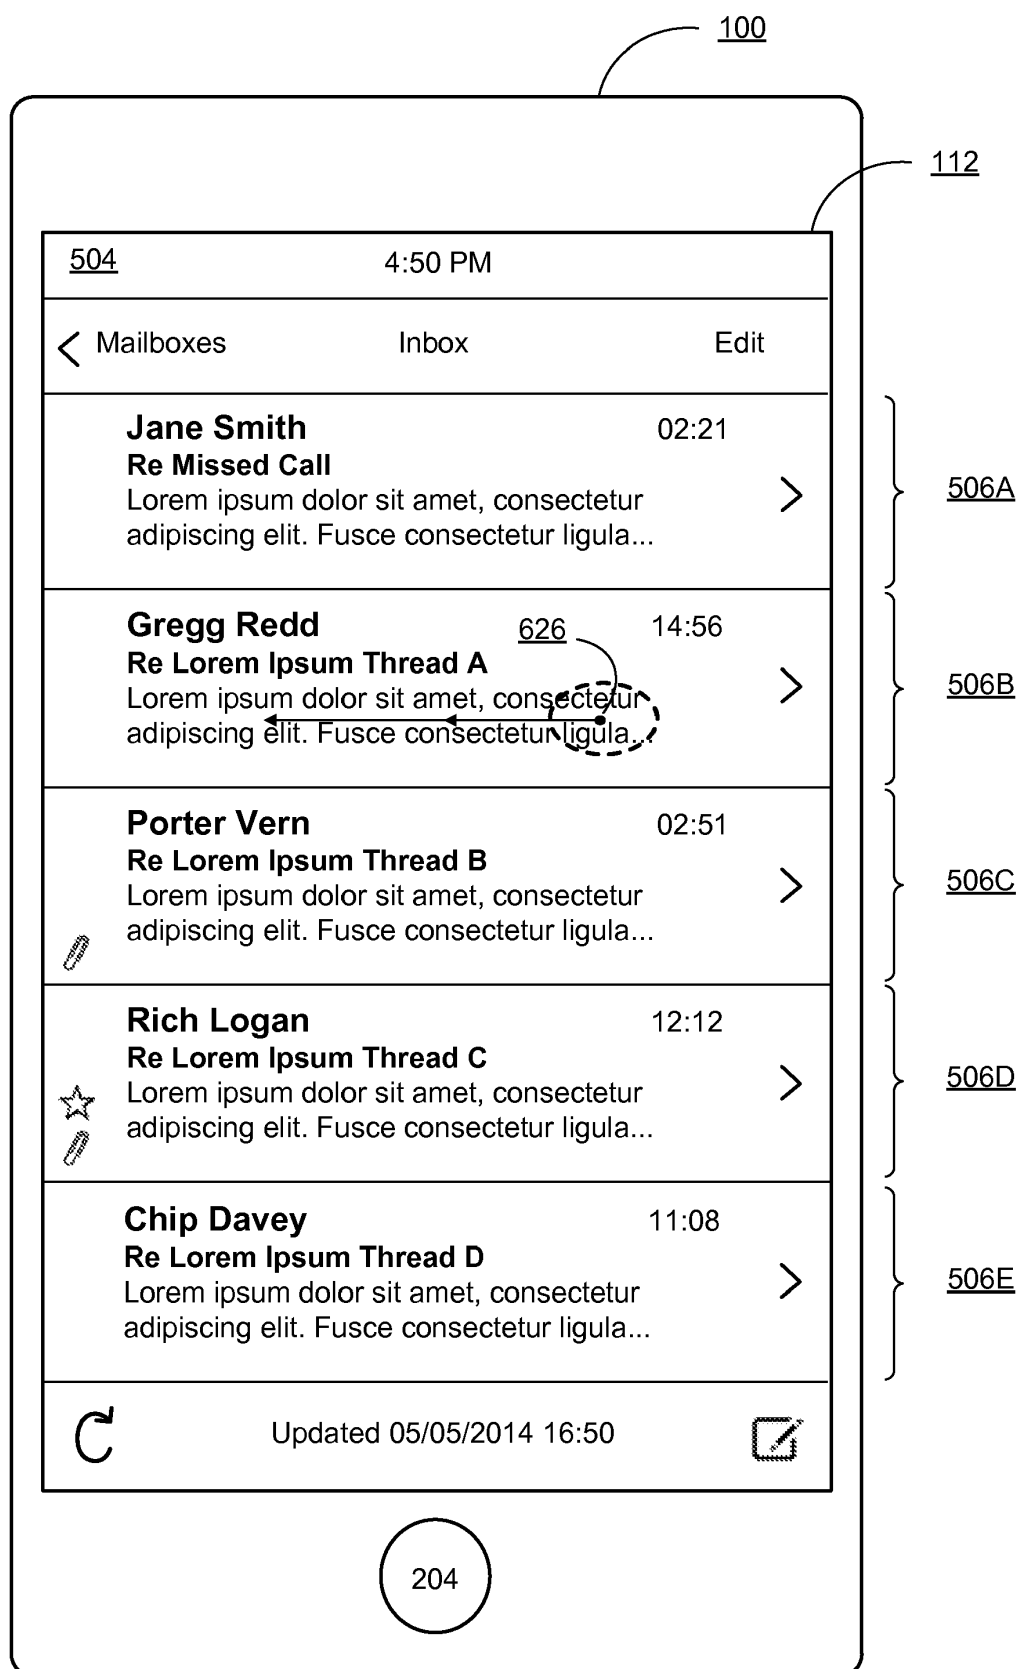 100
112
504 4:50 PM
Mailboxes Inbox Edit
Jane Smith 02:21
Re Missed Call
Lorem ipsum dolor sit amet, consectetur
adipiscing elit. Fusce consectetur ligula...
506A
Gregg Redd 626 14:56
Re Lorem Ipsum Thread A
Lorem ipsum dolor sit amet, consectetur
adipiscing elit. Fusce consectetur ligula...
506B
Porter Vern 02:51
Re Lorem Ipsum Thread B
Lorem ipsum dolor sit amet, consectetur
adipiscing elit. Fusce consectetur ligula...
506C
Rich Logan 12:12
Re Lorem Ipsum Thread C
Lorem ipsum dolor sit amet, consectetur
adipiscing elit. Fusce consectetur ligula...
506D
Chip Davey 11:08
Re Lorem Ipsum Thread D
Lorem ipsum dolor sit amet, consectetur
adipiscing elit. Fusce consectetur ligula...
506E
Updated 05/05/2014 16:50
204